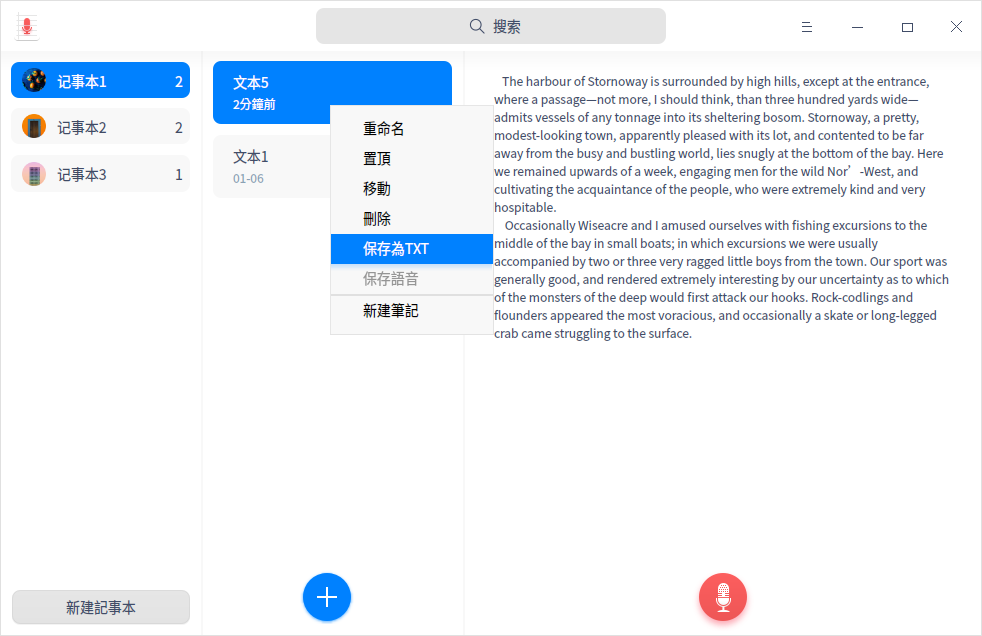 搜索
记事本1 2
记事本2 2
记事本3 1
新建記事本
文本5
2分鐘前
文本1
01-06
重命名
置頂
移動
刪除
保存為TXT
保存語音
新建筆記
The harbour of Stornoway is surrounded by high hills, except at the entrance,
where a passage—not more, I should think, than three hundred yards wide—
admits vessels of any tonnage into its sheltering bosom. Stornoway, a pretty,
modest-looking town, apparently pleased with its lot, and contented to be far
away from the busy and bustling world, lies snugly at the bottom of the bay. Here
we remained upwards of a week, engaging men for the wild Nor’-West, and
cultivating the acquaintance of the people, who were extremely kind and very
hospitable.
Occasionally Wiseacre and I amused ourselves with fishing excursions to the
middle of the bay in small boats; in which excursions we were usually
accompanied by two or three very ragged little boys from the town. Our sport was
generally good, and rendered extremely interesting by our uncertainty as to which
of the monsters of the deep would first attack our hooks. Rock-codlings and
flounders appeared the most voracious, and occasionally a skate or long-legged
crab came struggling to the surface.